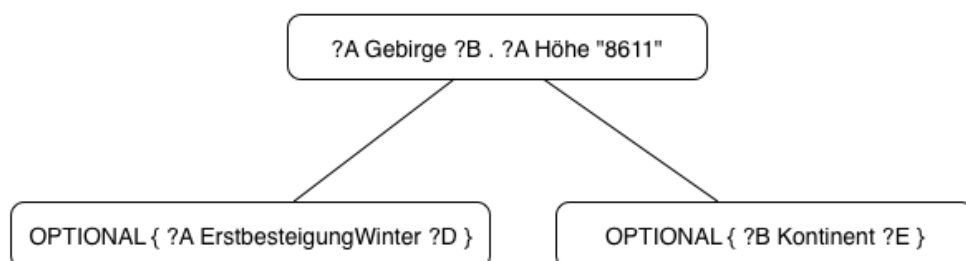 ?A Gebirge ?B . ?A Höhe "8611"
OPTIONAL { ?A ErstbesteigungWinter ?D }
OPTIONAL { ?B Kontinent ?E }